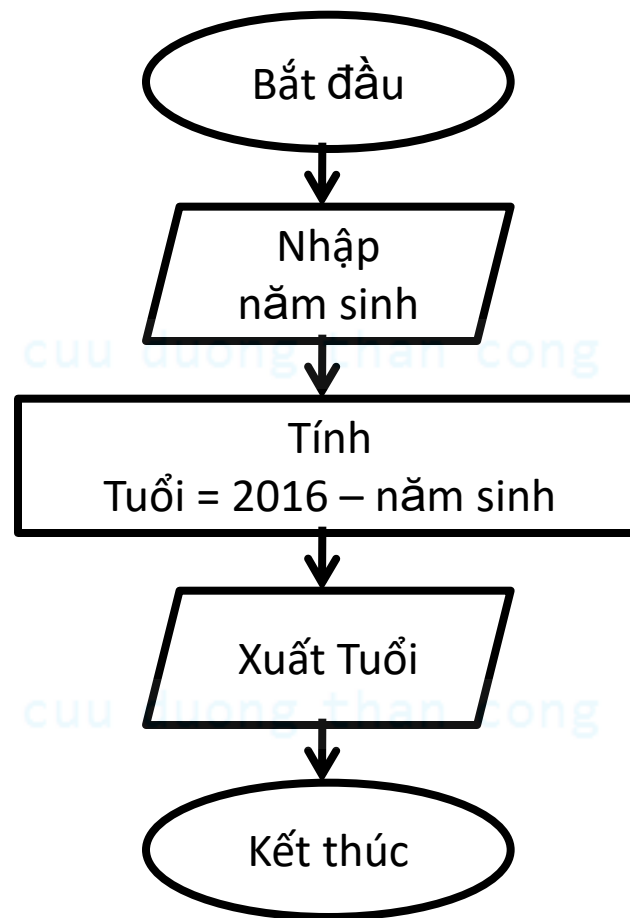 Bắt đầu
Nhập
năm sinh
cuu duong than cong
Tính
Tuổi = 2016 – năm sinh
Xuất Tuổi
cuu duong than cong
Kết thúc